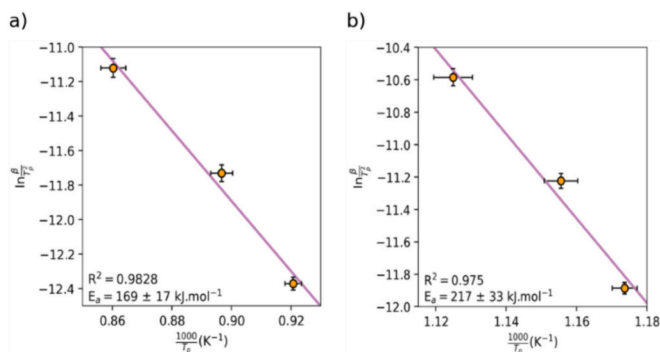 a)
−11.0
−11.2
−11.4
−11.6
−11.8
−12.0
−12.2
−12.4
ln β/Tₚ²
R² = 0.9828
Eₐ = 169 ± 17 kJ.mol⁻¹
0.86 0.88 0.90 0.92
1000/Tₚ (K⁻¹)
b)
−10.4
−10.6
−10.8
−11.0
−11.2
−11.4
−11.6
−11.8
−12.0
ln β/Tₚ²
R² = 0.975
Eₐ = 217 ± 33 kJ.mol⁻¹
1.12 1.14 1.16 1.18
1000/Tₚ (K⁻¹)